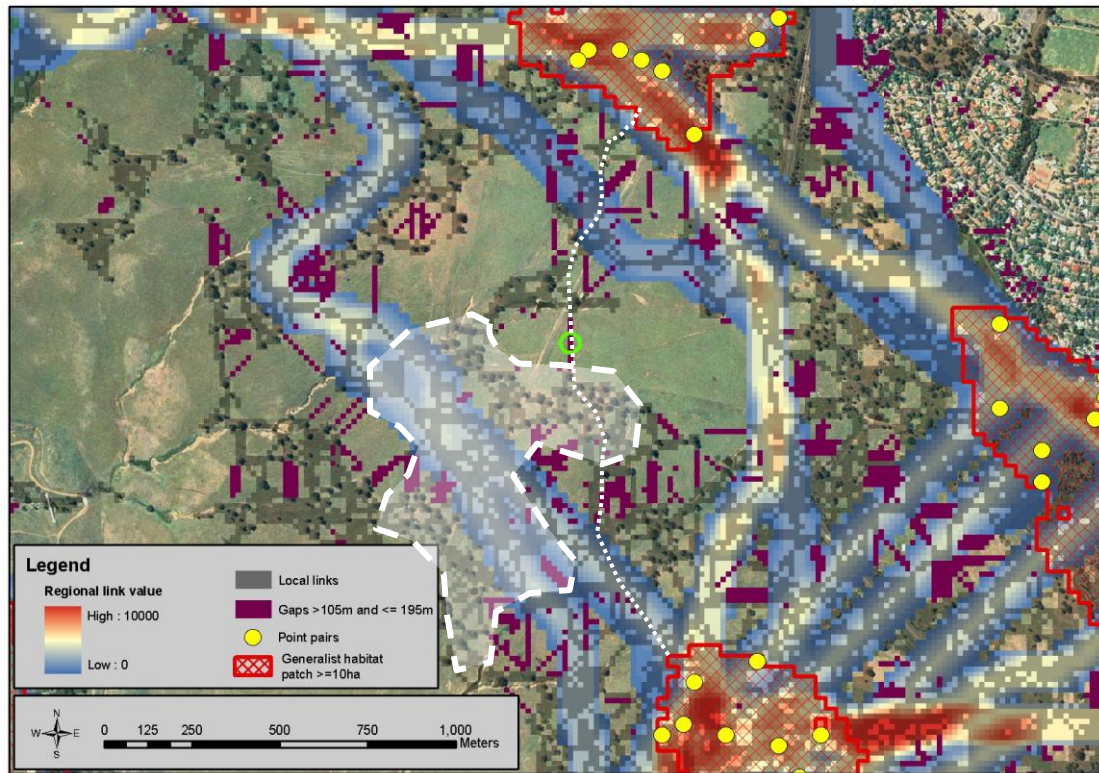 Legend
Regional link value
High : 10000
Low : 0
Local links
Gaps >105m and <= 195m
Point pairs
Generalist habitat
patch >=10ha
N
W E
S
0 125 250 500 750 1,000
Meters